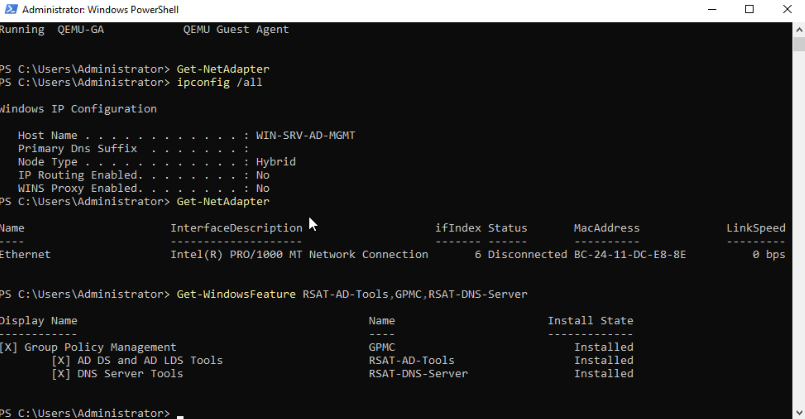 Administrator: Windows PowerShell
Running  QEMU-GA            QEMU Guest Agent
PS C:\Users\Administrator> Get-NetAdapter
PS C:\Users\Administrator> ipconfig /all
Windows IP Configuration
   Host Name . . . . . . . . . . . . : WIN-SRV-AD-MGMT
   Primary Dns Suffix  . . . . . . . :
   Node Type . . . . . . . . . . . . : Hybrid
   IP Routing Enabled. . . . . . . . : No
   WINS Proxy Enabled. . . . . . . . : No
PS C:\Users\Administrator> Get-NetAdapter
Name                      InterfaceDescription                    ifIndex Status       MacAddress             LinkSpeed
----                      --------------------                    ------- ------       ----------             ---------
Ethernet                  Intel(R) PRO/1000 MT Network Connection       6 Disconnected BC-24-11-DC-E8-8E          0 bps
PS C:\Users\Administrator> Get-WindowsFeature RSAT-AD-Tools,GPMC,RSAT-DNS-Server
Display Name                                            Name                       Install State
------------                                            ----                       -------------
[X] Group Policy Management                             GPMC                           Installed
        [X] AD DS and AD LDS Tools                      RSAT-AD-Tools                  Installed
        [X] DNS Server Tools                            RSAT-DNS-Server                Installed
PS C:\Users\Administrator>